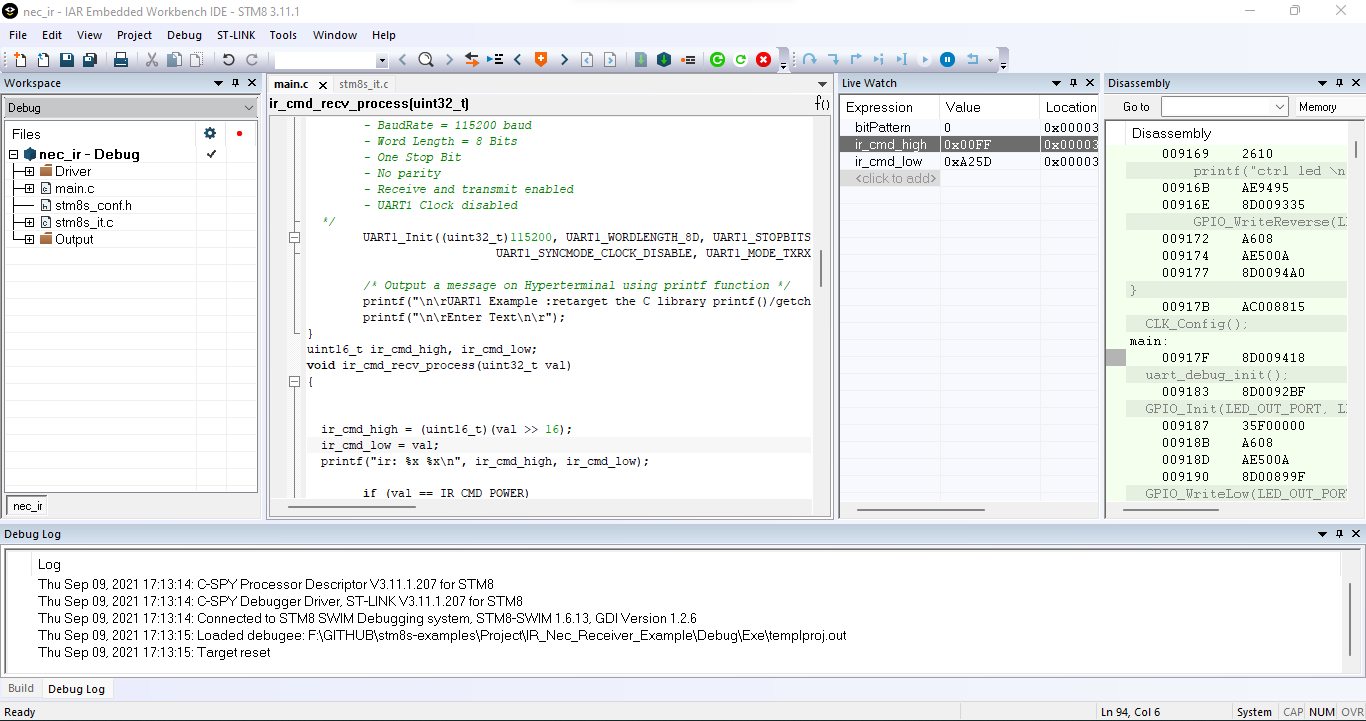 nec_ir - IAR Embedded Workbench IDE - STM8 3.11.1
File Edit View Project Debug ST-LINK Tools Window Help
Workspace
Debug
Files
nec_ir - Debug
Driver
main.c
stm8s_conf.h
stm8s_it.c
Output
nec_ir
main.c stm8s_it.c
ir_cmd_recv_process(uint32_t)
f()
- BaudRate = 115200 baud
- Word Length = 8 Bits
- One Stop Bit
- No parity
- Receive and transmit enabled
- UART1 Clock disabled
*/
UART1_Init((uint32_t)115200, UART1_WORDLENGTH_8D, UART1_STOPBITS
UART1_SYNCMODE_CLOCK_DISABLE, UART1_MODE_TXRX
/* Output a message on Hyperterminal using printf function */
printf("\n\rUART1 Example :retarget the C library printf()/getch
printf("\n\rEnter Text\n\r");
}
uint16_t ir_cmd_high, ir_cmd_low;
void ir_cmd_recv_process(uint32_t val)
{
ir_cmd_high = (uint16_t)(val >> 16);
ir_cmd_low = val;
printf("ir: %x %x\n", ir_cmd_high, ir_cmd_low);
if (val == IR_CMD_POWER)
Live Watch
Expression Value Location
bitPattern 0 0x00003
ir_cmd_high 0x00FF 0x00003
ir_cmd_low 0xA25D 0x00003
<click to add>
Disassembly
Go to Memory
Disassembly
009169 2610
printf("ctrl led \n
00916B AE9495
00916E 8D009335
GPIO_WriteReverse(L
009172 A608
009174 AE500A
009177 8D0094A0
}
00917B AC008815
CLK_Config();
main:
00917F 8D009418
uart_debug_init();
009183 8D0092BF
GPIO_Init(LED_OUT_PORT, L
009187 35F00000
00918B A608
00918D AE500A
009190 8D00899F
GPIO_WriteLow(LED_OUT_POR
Debug Log
Log
Thu Sep 09, 2021 17:13:14: C-SPY Processor Descriptor V3.11.1.207 for STM8
Thu Sep 09, 2021 17:13:14: C-SPY Debugger Driver, ST-LINK V3.11.1.207 for STM8
Thu Sep 09, 2021 17:13:14: Connected to STM8 SWIM Debugging system, STM8-SWIM 1.6.13, GDI Version 1.2.6
Thu Sep 09, 2021 17:13:15: Loaded debugee: F:\GITHUB\stm8s-examples\Project\IR_Nec_Receiver_Example\Debug\Exe\templproj.out
Thu Sep 09, 2021 17:13:15: Target reset
Build Debug Log
Ready Ln 94, Col 6 System CAP NUM OVR